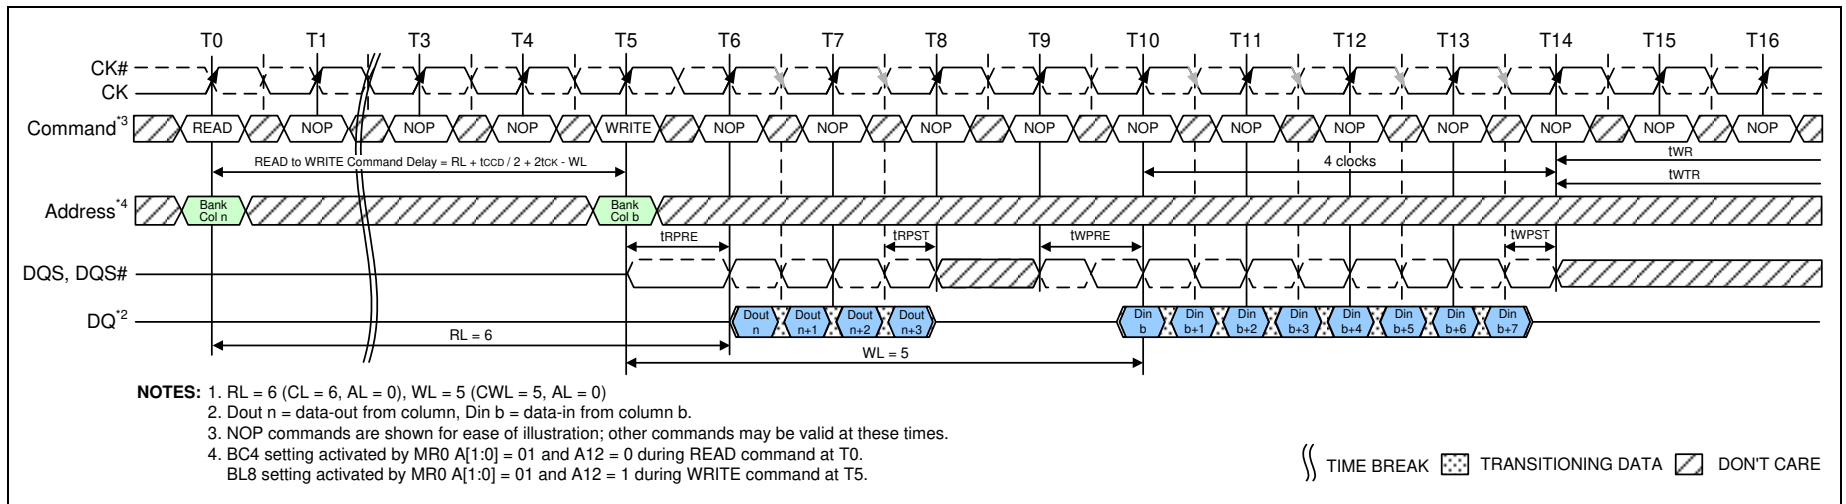 T0 T1 T3 T4 T5 T6 T7 T8 T9 T10 T11 T12 T13 T14 T15 T16
CK#
CK
Command*3 READ NOP NOP NOP WRITE NOP NOP NOP NOP NOP NOP NOP NOP NOP NOP NOP
READ to WRITE Command Delay = RL + tCCD / 2 + 2tCK - WL 4 clocks tWR
tWTR
Address*4 Bank Col n Bank Col b
tRPRE tRPST tWPRE tWPST
DQS, DQS#
DQ*2 Dout n Dout n+1 Dout n+2 Dout n+3 Din b Din b+1 Din b+2 Din b+3 Din b+4 Din b+5 Din b+6 Din b+7
RL = 6
WL = 5
NOTES: 1. RL = 6 (CL = 6, AL = 0), WL = 5 (CWL = 5, AL = 0)
2. Dout n = data-out from column, Din b = data-in from column b.
3. NOP commands are shown for ease of illustration; other commands may be valid at these times.
4. BC4 setting activated by MR0 A[1:0] = 01 and A12 = 0 during READ command at T0.
BL8 setting activated by MR0 A[1:0] = 01 and A12 = 1 during WRITE command at T5.
TIME BREAK TRANSITIONING DATA DON'T CARE